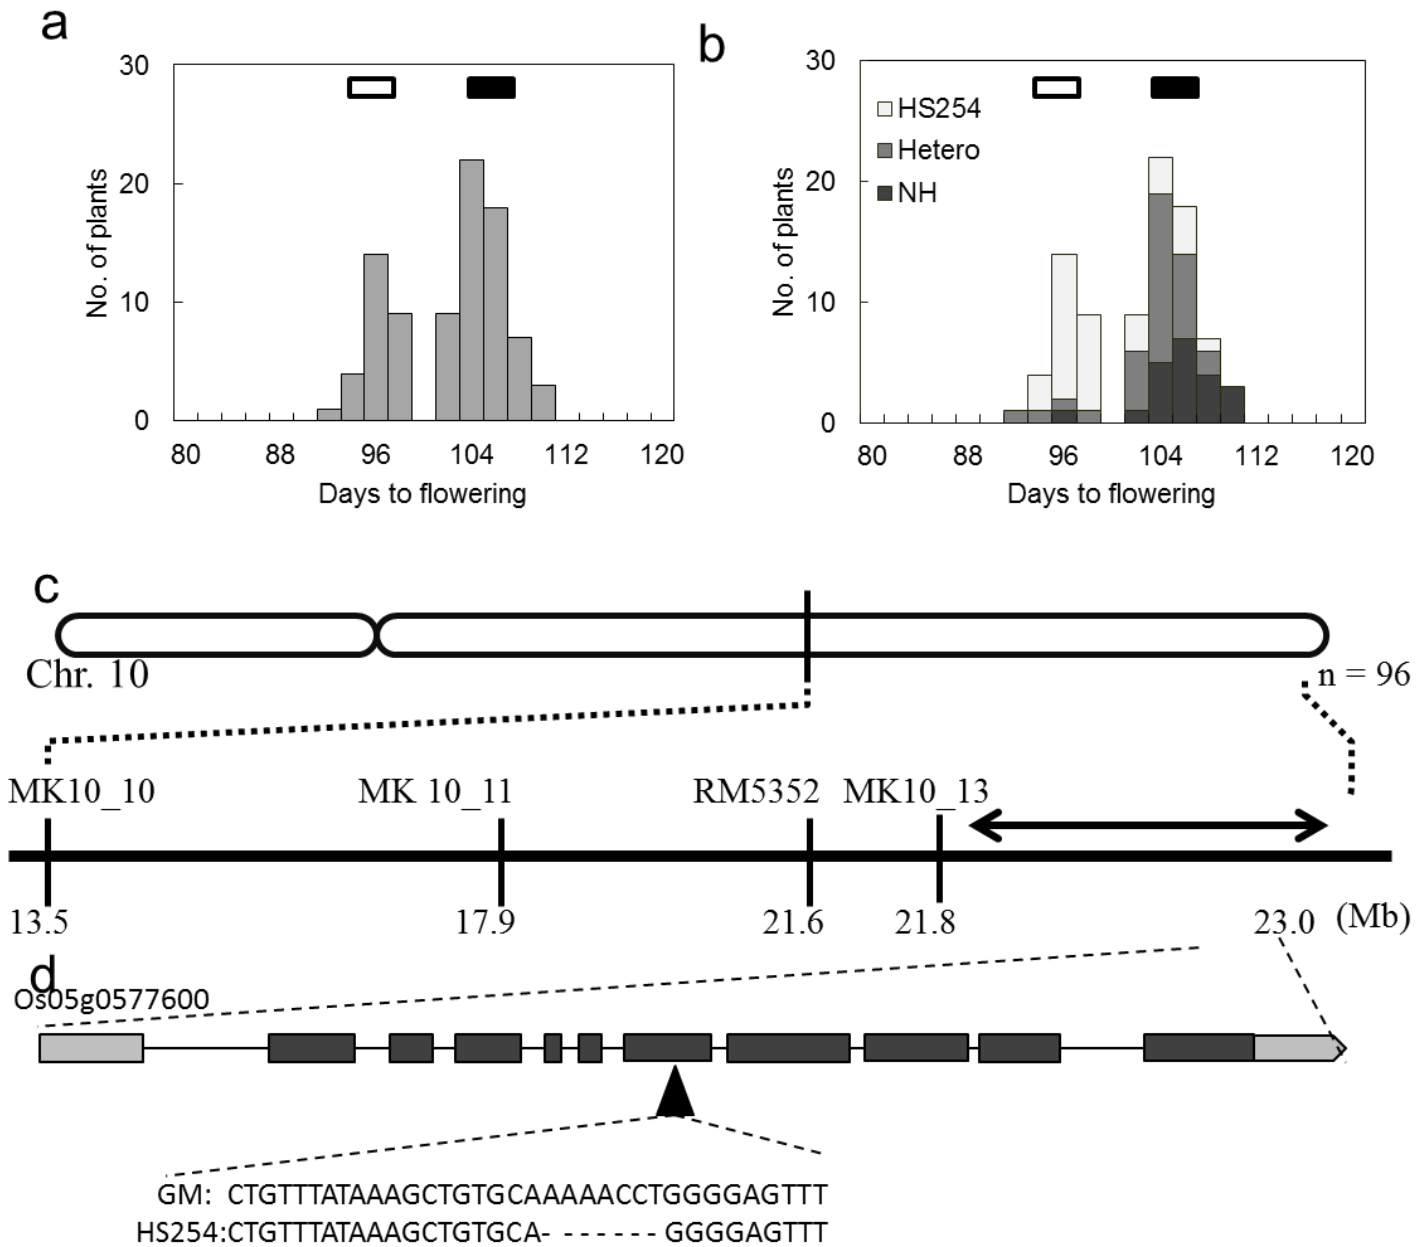 a
30
20
10
0
No. of plants
80 88 96 104 112 120
Days to flowering
b
30
20
10
0
No. of plants
HS254
Hetero
NH
80 88 96 104 112 120
Days to flowering
c
Chr. 10
n = 96
MK10_10 MK 10_11 RM5352 MK10_13
13.5 17.9 21.6 21.8 23.0 (Mb)
d
Os05g0577600
GM: CTGTTTATAAAGCTGTGCAAAAACCTGGGGAGTTT
HS254:CTGTTTATAAAGCTGTGCA- ------ GGGGAGTTT